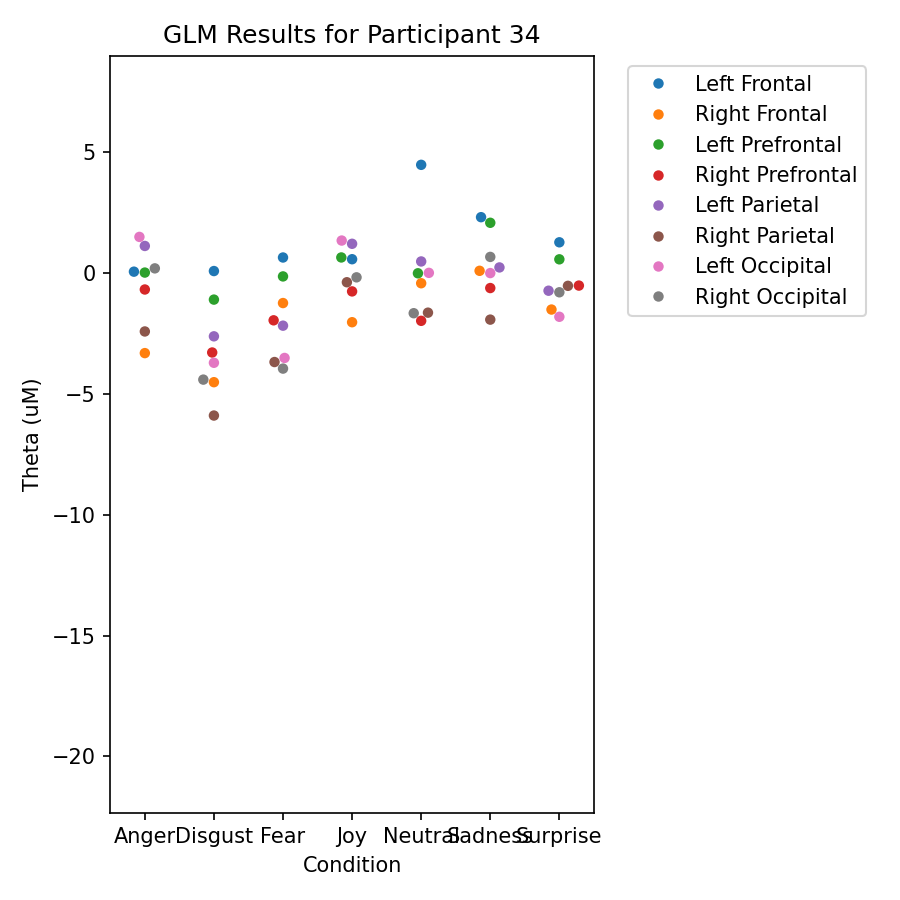 GLM Results for Participant 34
Left Frontal
Right Frontal
Left Prefrontal
Right Prefrontal
Left Parietal
Right Parietal
Left Occipital
Right Occipital
Theta (uM)
5
0
−5
−10
−15
−20
Anger Disgust Fear Joy Neutral Sadness Surprise
Condition